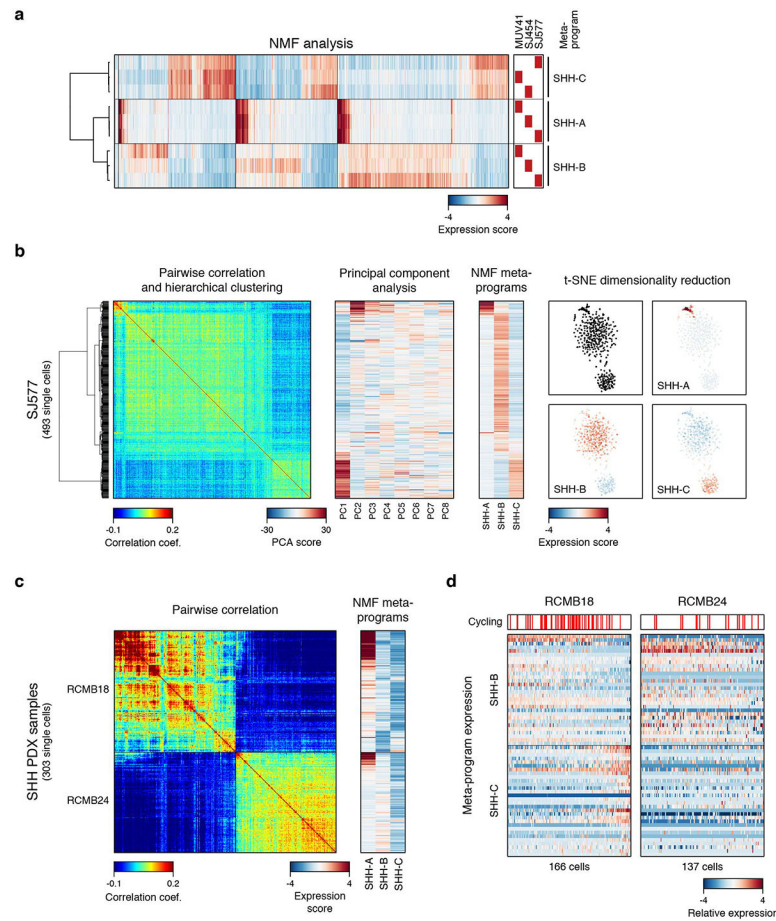 a
NMF analysis
MUV41
SJ454
SJ577
Meta-
program
SHH-C
SHH-A
SHH-B
-4
4
Expression score
b
Pairwise correlation
and hierarchical clustering
Principal component
analysis
NMF meta-
programs
t-SNE dimensionality reduction
SJ577
(493 single cells)
SHH-A
SHH-B
SHH-C
PC1
PC2
PC3
PC4
PC5
PC6
PC7
PC8
SHH-A
SHH-B
SHH-C
-0.1
0.2
Correlation coef.
-30
30
PCA score
-4
4
Expression score
c
Pairwise correlation
NMF meta-
programs
SHH PDX samples
(303 single cells)
RCMB18
RCMB24
SHH-A
SHH-B
SHH-C
-0.1
0.2
Correlation coef.
-4
4
Expression
score
d
RCMB18
RCMB24
Cycling
Meta-program expression
SHH-B
SHH-C
166 cells
137 cells
-4
4
Relative expression